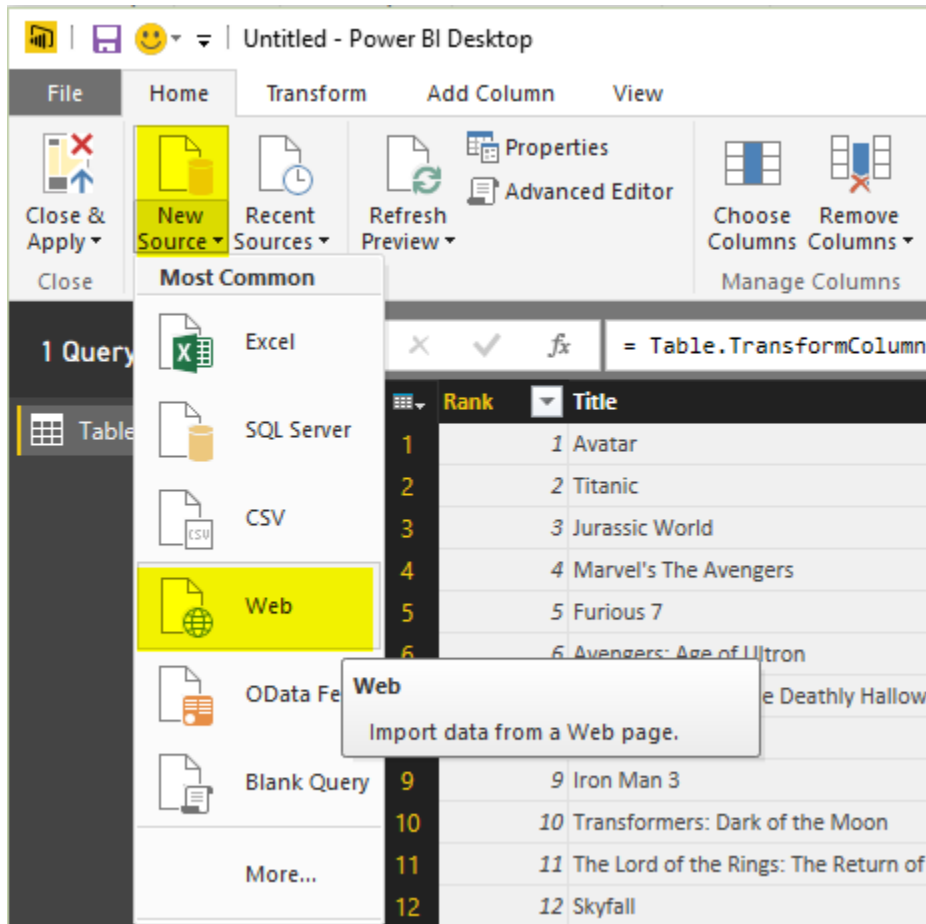 Untitled - Power BI Desktop
File Home Transform Add Column View
Close & Apply
New Source
Recent Sources
Refresh Preview
Properties
Advanced Editor
Choose Columns
Remove Columns
Close
Manage Columns
Most Common
Excel
SQL Server
CSV
CSV
Web
OData Fe
Blank Query
More...
Web
Import data from a Web page.
1 Query
Table
fx = Table.TransformColumn
Rank Title
1 1 Avatar
2 2 Titanic
3 3 Jurassic World
4 4 Marvel's The Avengers
5 5 Furious 7
6 6 Avengers: Age of Ultron
e Deathly Hallow
9 9 Iron Man 3
10 10 Transformers: Dark of the Moon
11 11 The Lord of the Rings: The Return of
12 12 Skyfall